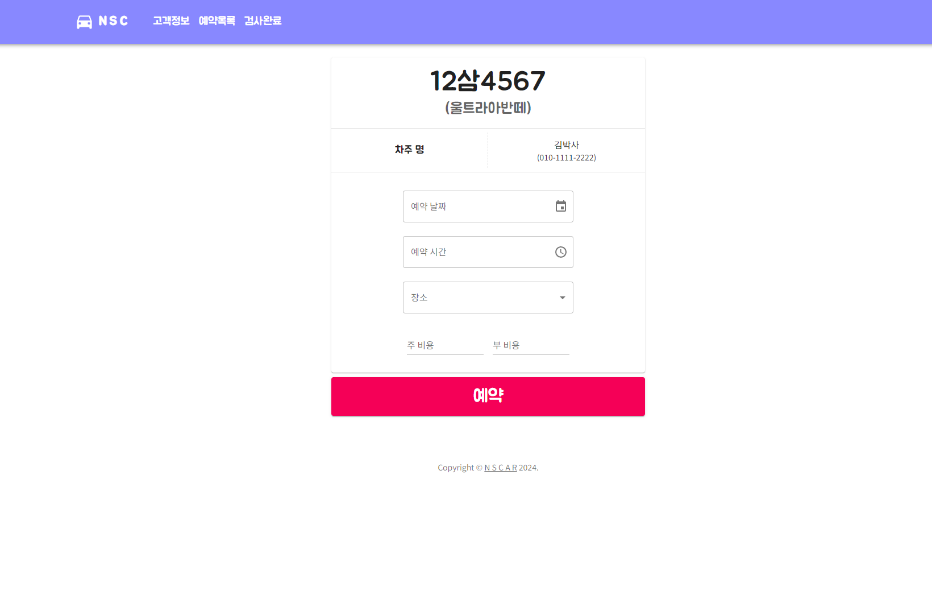 NSC 고객정보 예약목록 검사완료
12삼4567
(울트라아반떼)
차주 명
김박사
(010-1111-2222)
예약 날짜
예약 시간
장소
주 비용 부 비용
예약
Copyright © N S C A R 2024.